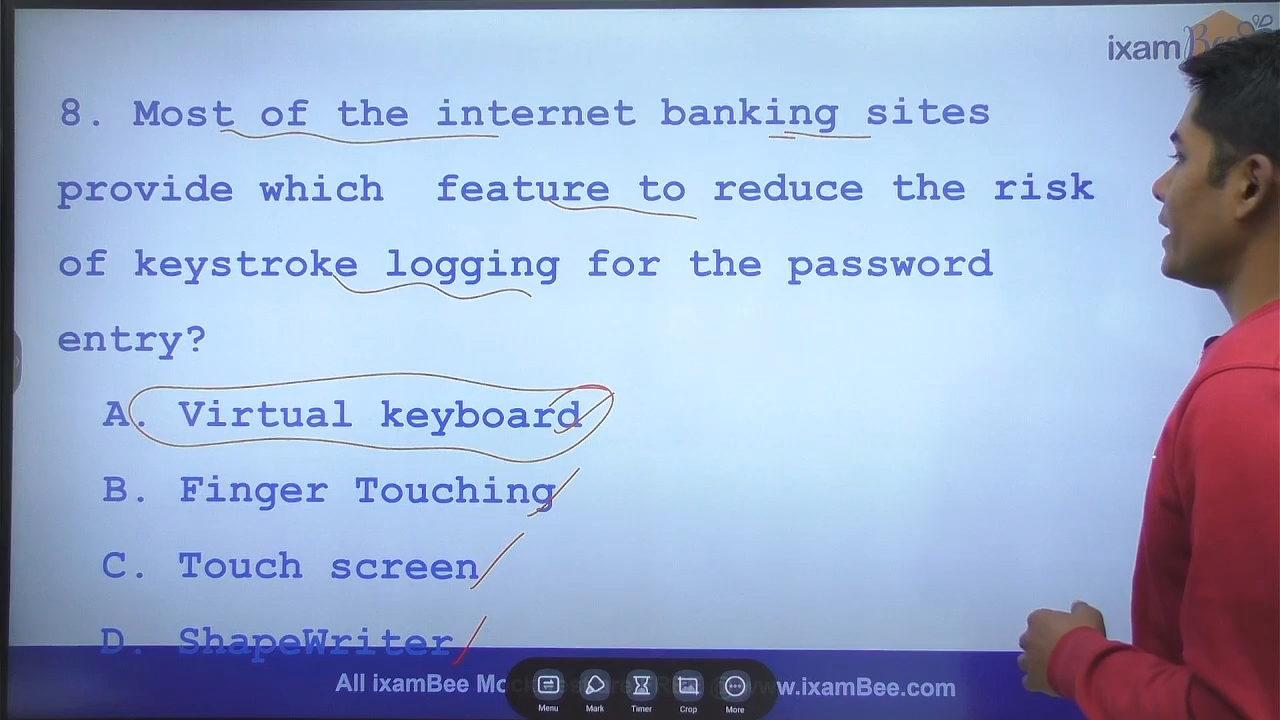 ixamBee
8. Most of the internet banking sites
provide which feature to reduce the risk
of keystroke logging for the password
entry?
A. Virtual keyboard
B. Finger Touching
C. Touch screen
D. ShapeWriter
All ixamBee
w.ixamBee.com
Menu
Mark
Timer
Crop
More